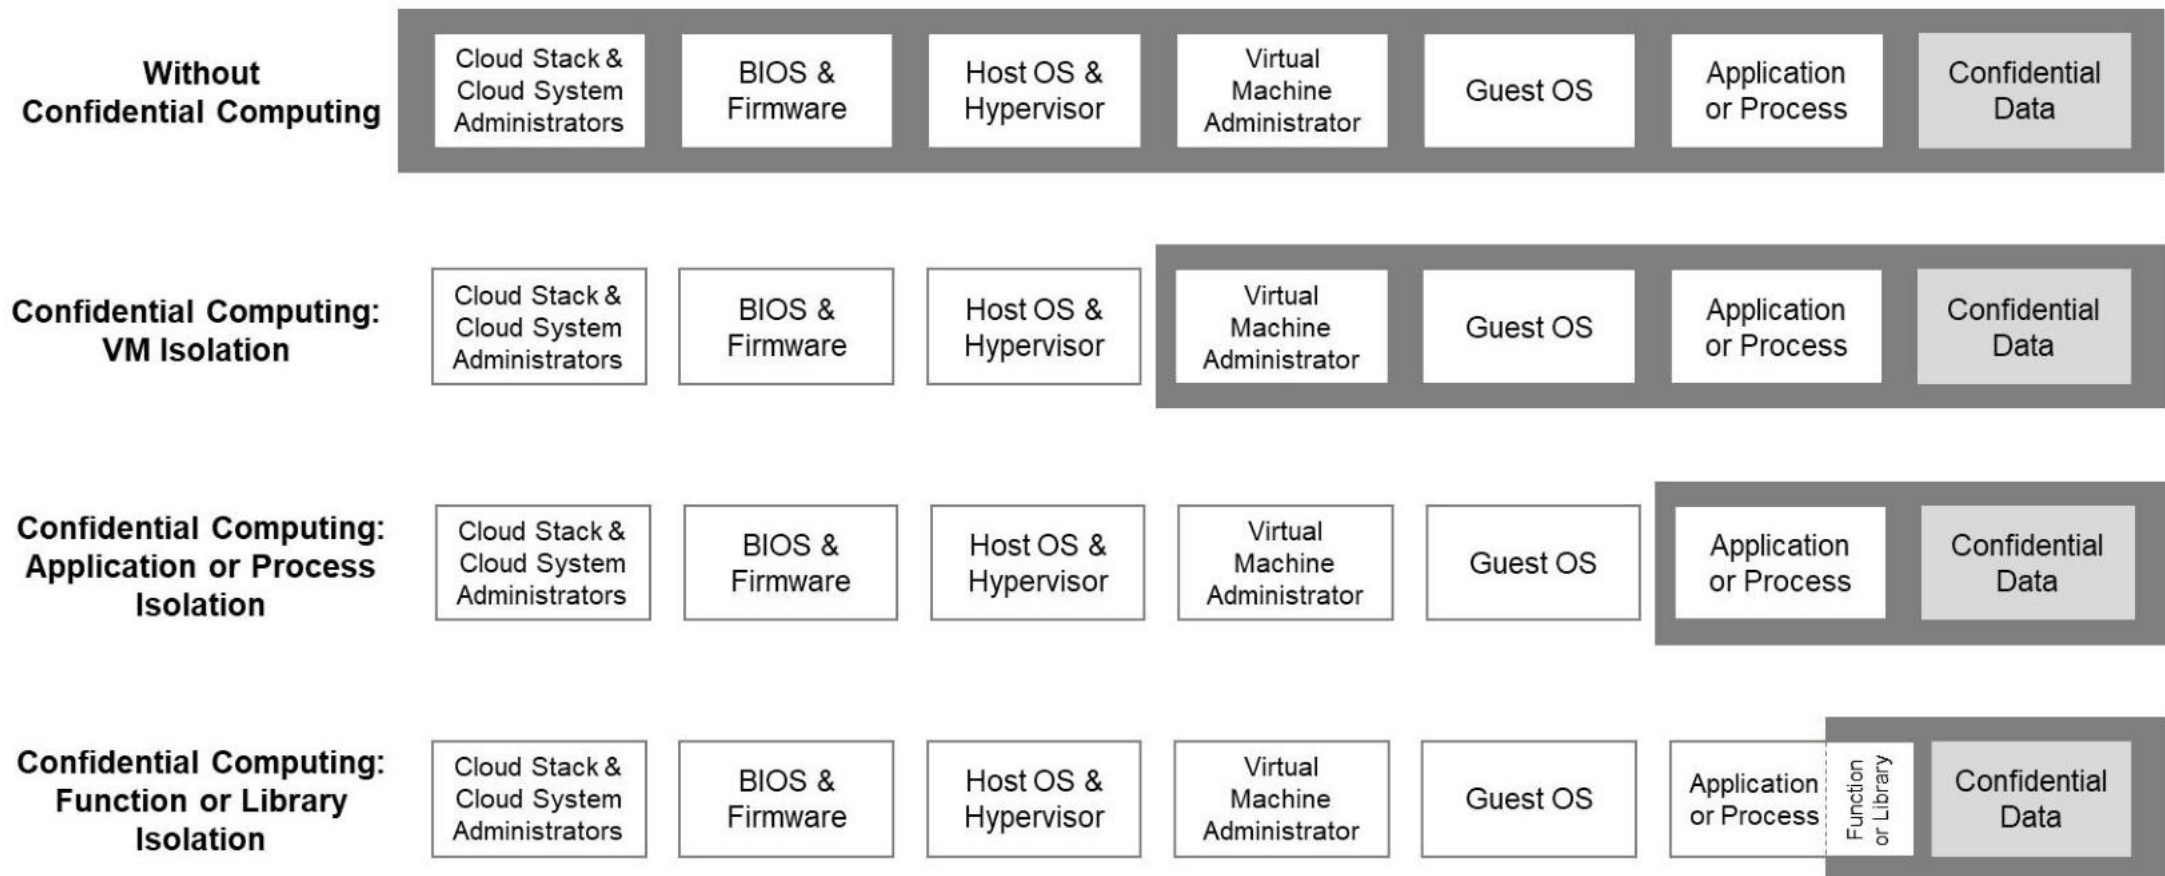 Without
Confidential Computing
Cloud Stack &
Cloud System
Administrators
BIOS &
Firmware
Host OS &
Hypervisor
Virtual
Machine
Administrator
Guest OS
Application
or Process
Confidential
Data
Confidential Computing:
VM Isolation
Cloud Stack &
Cloud System
Administrators
BIOS &
Firmware
Host OS &
Hypervisor
Virtual
Machine
Administrator
Guest OS
Application
or Process
Confidential
Data
Confidential Computing:
Application or Process
Isolation
Cloud Stack &
Cloud System
Administrators
BIOS &
Firmware
Host OS &
Hypervisor
Virtual
Machine
Administrator
Guest OS
Application
or Process
Confidential
Data
Confidential Computing:
Function or Library
Isolation
Cloud Stack &
Cloud System
Administrators
BIOS &
Firmware
Host OS &
Hypervisor
Virtual
Machine
Administrator
Guest OS
Application
or Process
Function
or Library
Confidential
Data